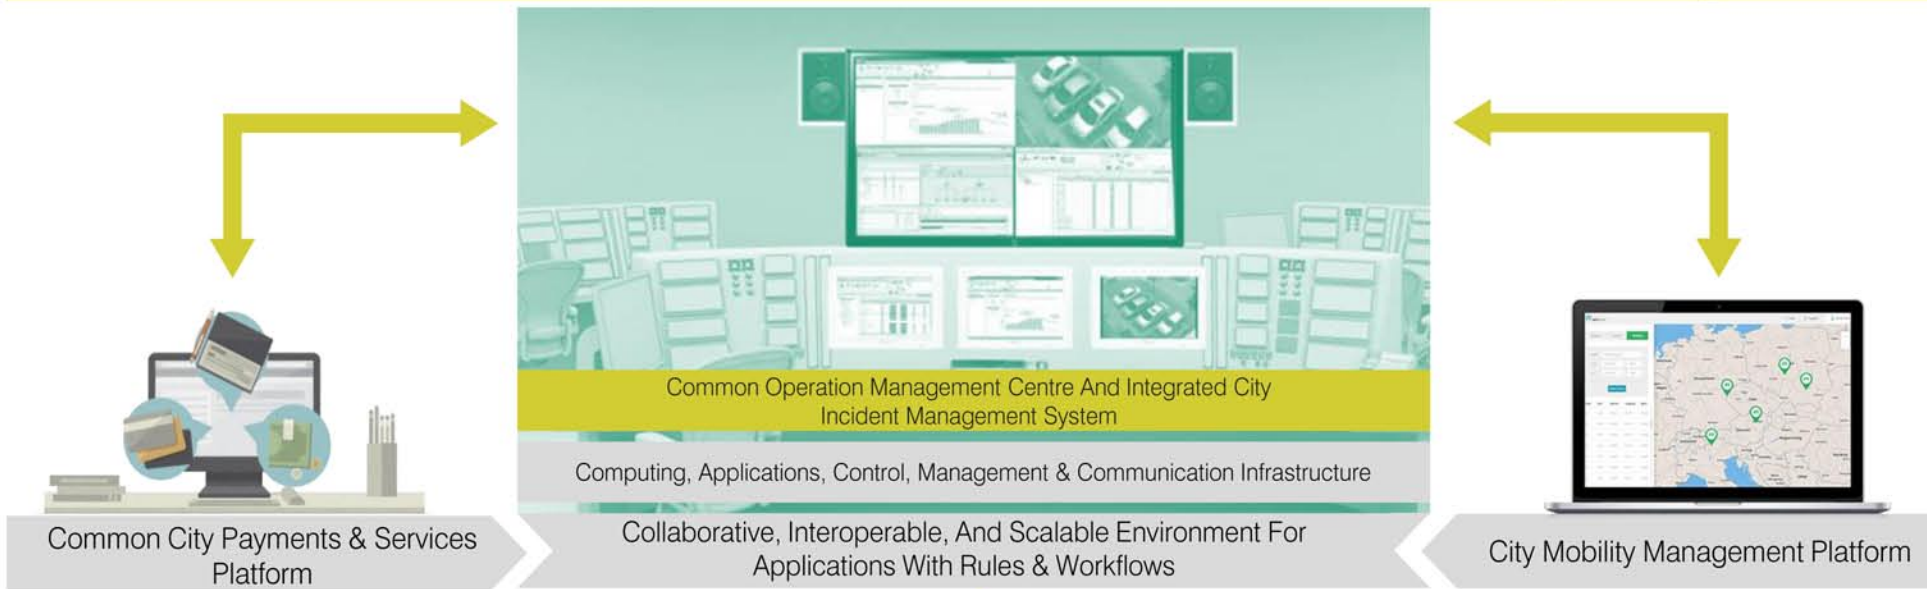 Common Operation Management Centre And Integrated City
Incident Management System
Computing, Applications, Control, Management & Communication Infrastructure
Common City Payments & Services
Platform
Collaborative, Interoperable, And Scalable Environment For
Applications With Rules & Workflows
City Mobility Management Platform